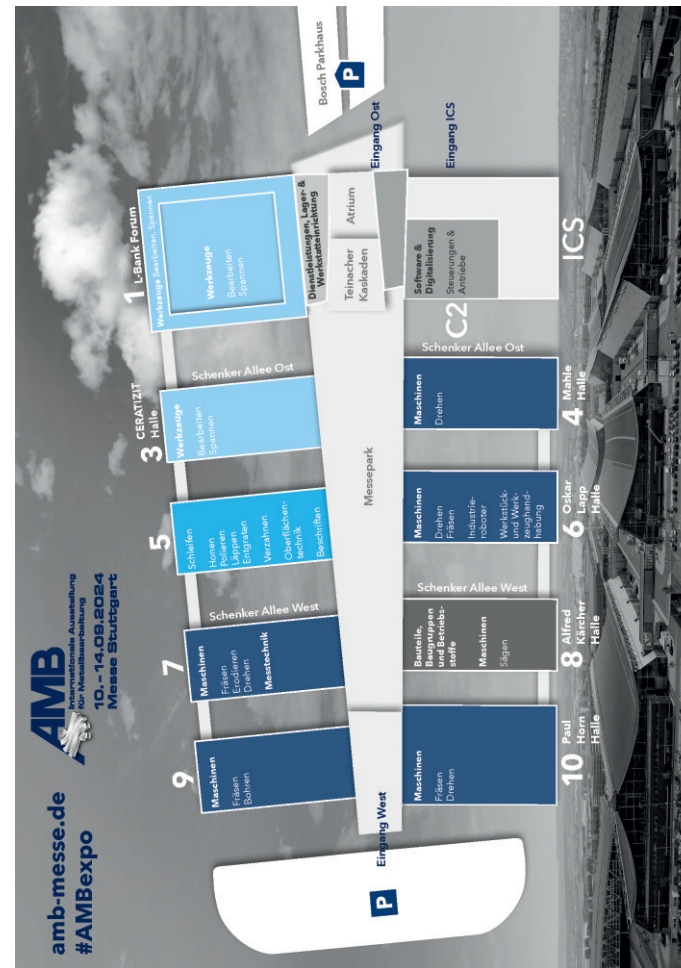 amb-messe.de
#AMBexpo
AMB
Internationale Ausstellung
für Metallbearbeitung
10.–14.09.2024
Messe Stuttgart
9
Maschinen
Fräsen
Bohren
7
Maschinen
Fräsen
Erodieren
Drehen
Messtechnik
Schenker Allee West
5
Schleifen
Honen
Polieren
Läppen
Entgraten
Verzahnen
Oberflächen-
technik
Beschriften
3
CERATIZIT
Halle
Werkzeuge
Bearbeiten
Spannen
Schenker Allee Ost
1
L-Bank Forum
Werkzeuge Bearbeiten, Spannen
Werkzeuge Bearbeiten, Spannen
Werkzeuge
Bearbeiten
Spannen
Dienstleistungen, Lager- &
Werkstatteinrichtung
Teinacher
Kaskaden
Atrium
Bosch Parkhaus
P
Eingang Ost
Eingang ICS
P
Eingang West
Messepark
Maschinen
Fräsen
Drehen
10
Paul
Horn
Halle
Bauteile,
Baugruppen
und Betriebs-
stoffe
Maschinen
Sägen
8
Alfred
Kärcher
Halle
Schenker Allee West
Maschinen
Drehen
Fräsen
Industrie-
roboter
Werkstück-
und Werk-
zeughand-
habung
6
Oskar
Lapp
Halle
Maschinen
Drehen
4
Mahle
Halle
Schenker Allee Ost
C2
Software &
Digitalisierung
Steuerungen &
Antriebe
ICS